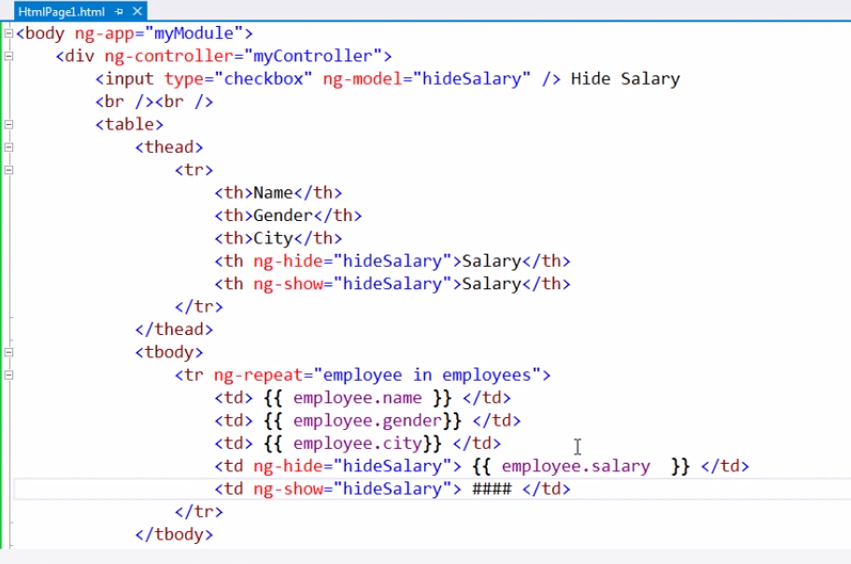 HtmlPage1.html
<body ng-app="myModule">
    <div ng-controller="myController">
        <input type="checkbox" ng-model="hideSalary" /> Hide Salary
        <br /><br />
        <table>
            <thead>
                <tr>
                    <th>Name</th>
                    <th>Gender</th>
                    <th>City</th>
                    <th ng-hide="hideSalary">Salary</th>
                    <th ng-show="hideSalary">Salary</th>
                </tr>
            </thead>
            <tbody>
                <tr ng-repeat="employee in employees">
                    <td> {{ employee.name }} </td>
                    <td> {{ employee.gender}} </td>
                    <td> {{ employee.city}} </td>
                    <td ng-hide="hideSalary"> {{ employee.salary  }} </td>
                    <td ng-show="hideSalary"> #### </td>
                </tr>
            </tbody>